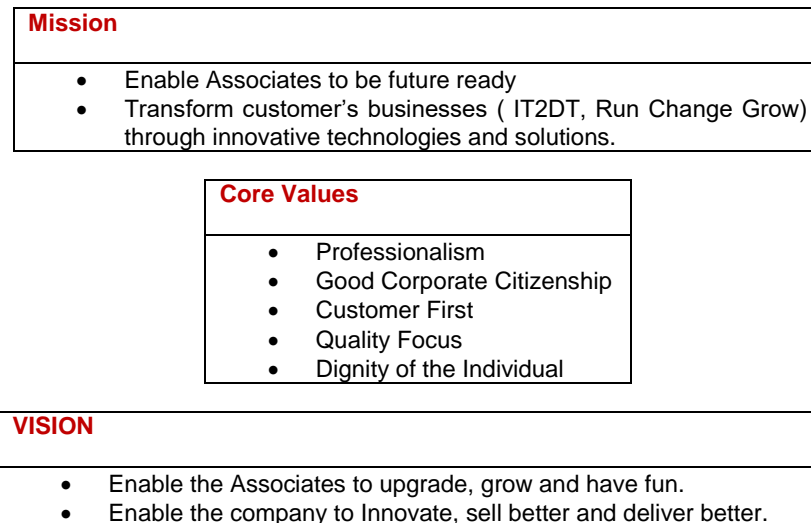 Mission
• Enable Associates to be future ready
• Transform customer’s businesses ( IT2DT, Run Change Grow)
through innovative technologies and solutions.
Core Values
• Professionalism
• Good Corporate Citizenship
• Customer First
• Quality Focus
• Dignity of the Individual
VISION
• Enable the Associates to upgrade, grow and have fun.
• Enable the company to Innovate, sell better and deliver better.